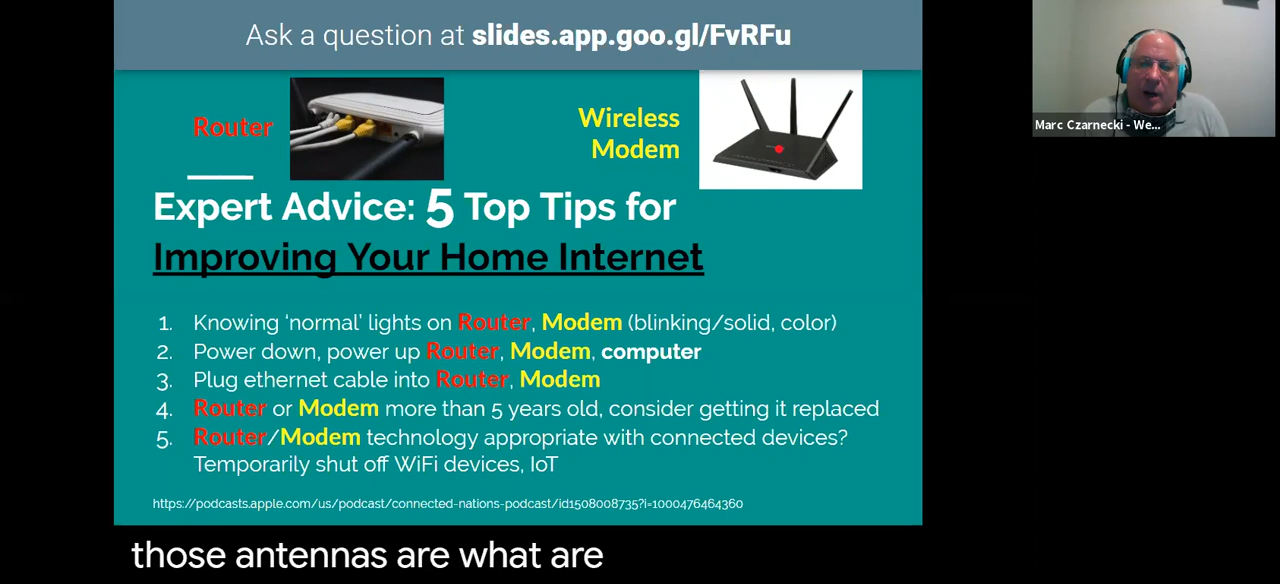 Ask a question at slides.app.goo.gl/FvRFu
Marc Czarnecki - We...
Router
Wireless
Modem
Expert Advice: 5 Top Tips for
Improving Your Home Internet
1. Knowing ‘normal’ lights on Router, Modem (blinking/solid, color)
2. Power down, power up Router, Modem, computer
3. Plug ethernet cable into Router, Modem
4. Router or Modem more than 5 years old, consider getting it replaced
5. Router/Modem technology appropriate with connected devices?
Temporarily shut off WiFi devices, IoT
https://podcasts.apple.com/us/podcast/connected-nations-podcast/id1508008735?i=1000476464360
those antennas are what are